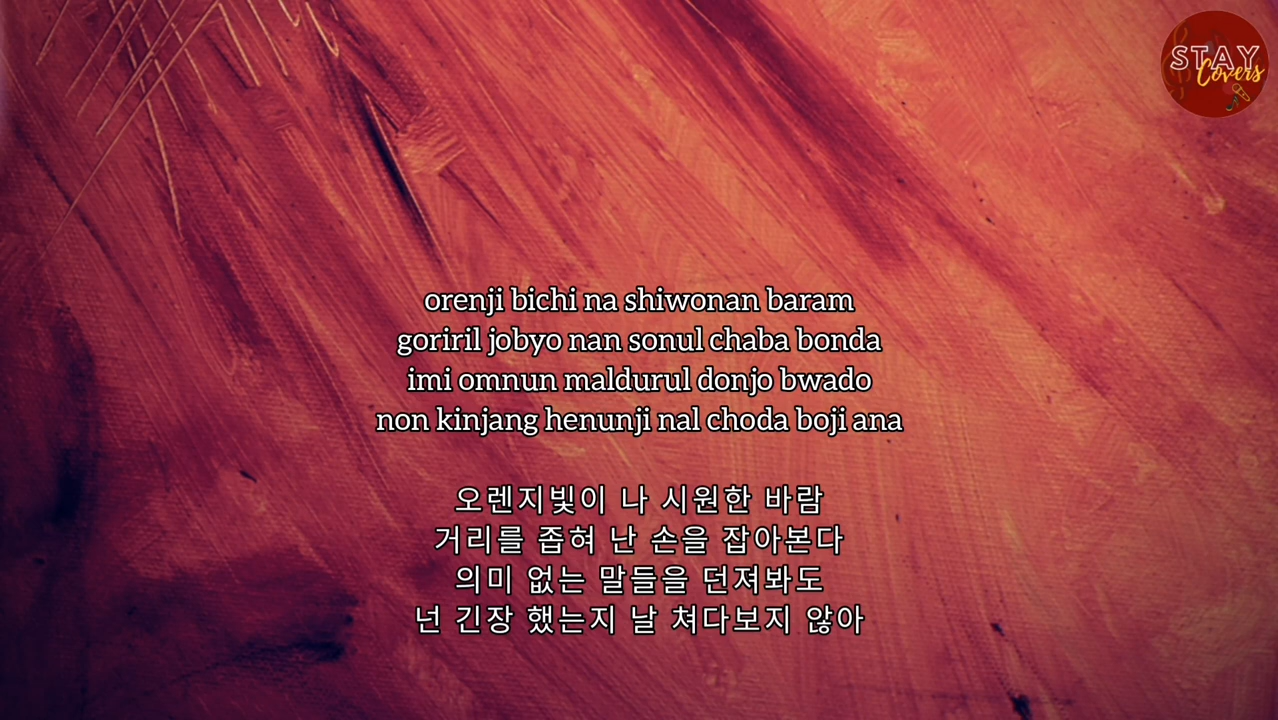 STAY
Covers
orenji bichi na shiwonan baram
goriril jobyo nan sonul chaba bonda
imi omnun maldurul donjo bwado
non kinjang henunji nal choda boji ana
오렌지빛이 나 시원한 바람
거리를 좁혀 난 손을 잡아본다
의미 없는 말들을 던져봐도
넌 긴장 했는지 날 쳐다보지 않아